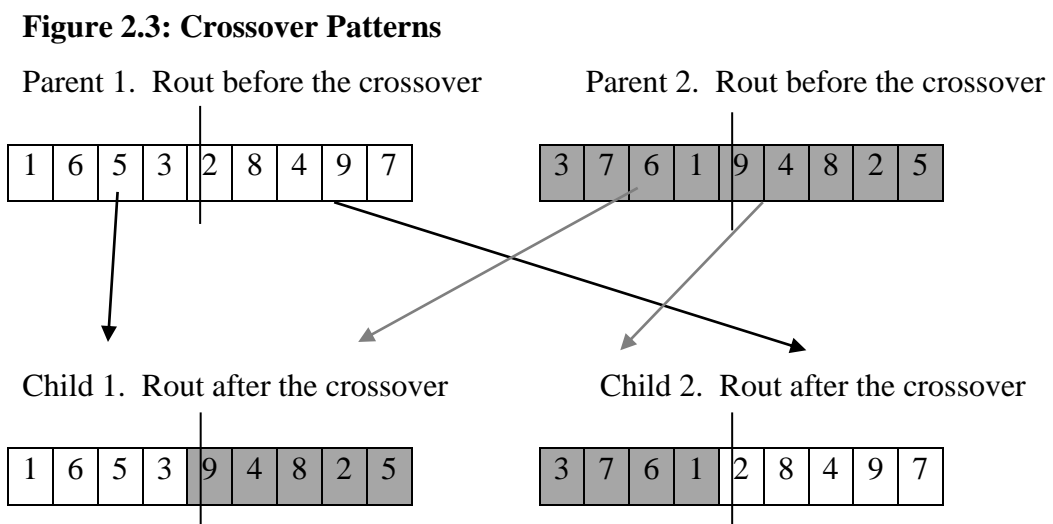 Figure 2.3: Crossover Patterns
Parent 1. Rout before the crossover
Parent 2. Rout before the crossover
1 6 5 3 2 8 4 9 7
3 7 6 1 9 4 8 2 5
Child 1. Rout after the crossover
Child 2. Rout after the crossover
1 6 5 3 9 4 8 2 5
3 7 6 1 2 8 4 9 7